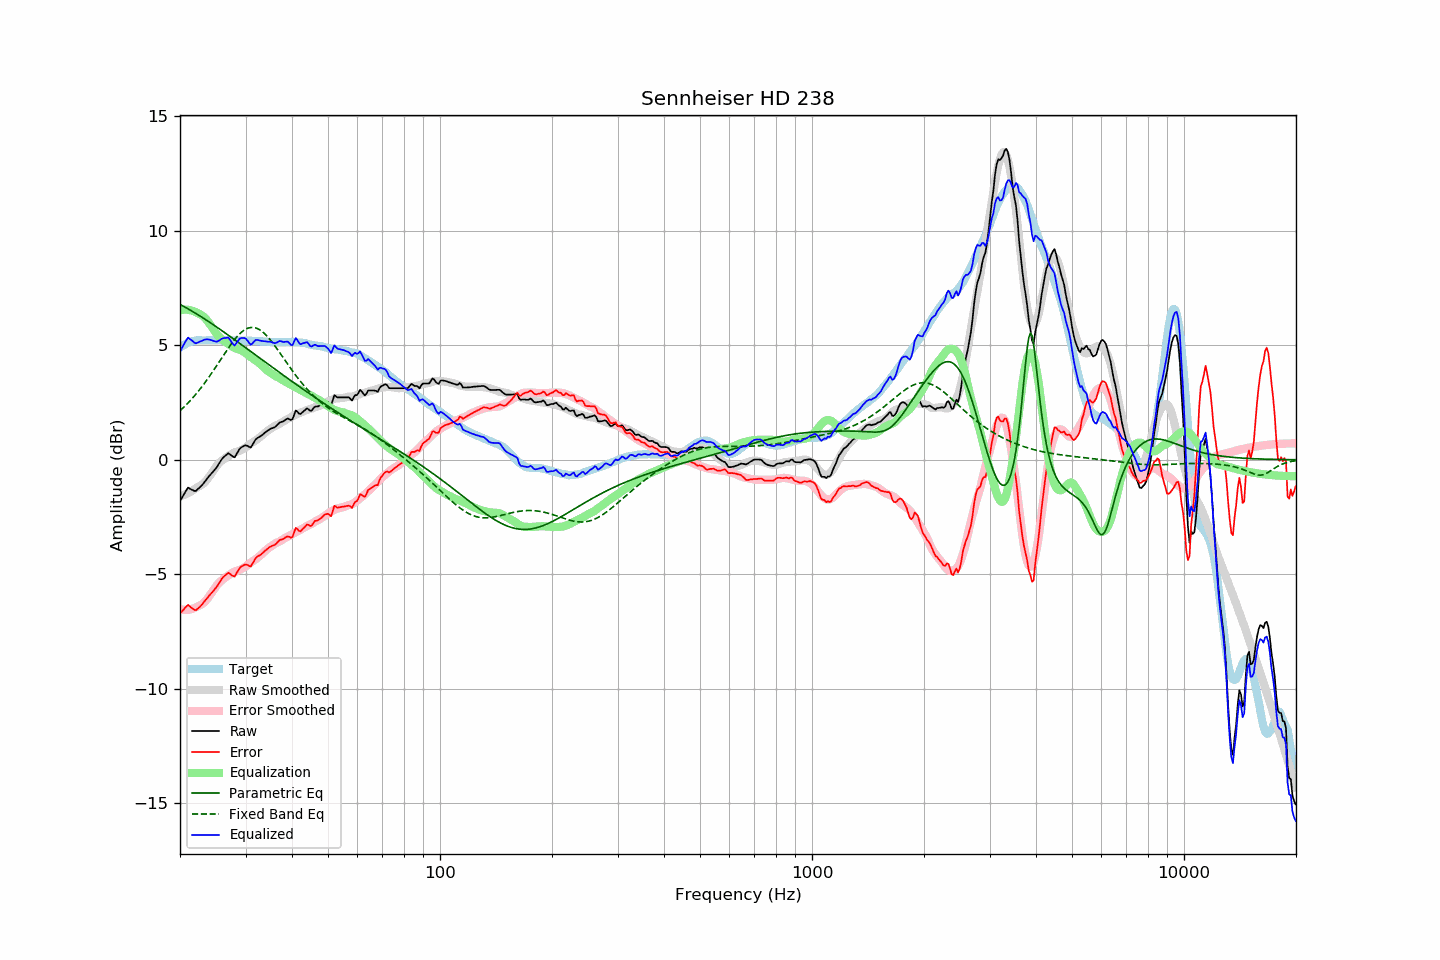 Sennheiser HD 238
15
10
5
0
−5
−10
−15
Amplitude (dBr)
Target
Raw Smoothed
Error Smoothed
Raw
Error
Equalization
Parametric Eq
Fixed Band Eq
Equalized
100
1000
10000
Frequency (Hz)